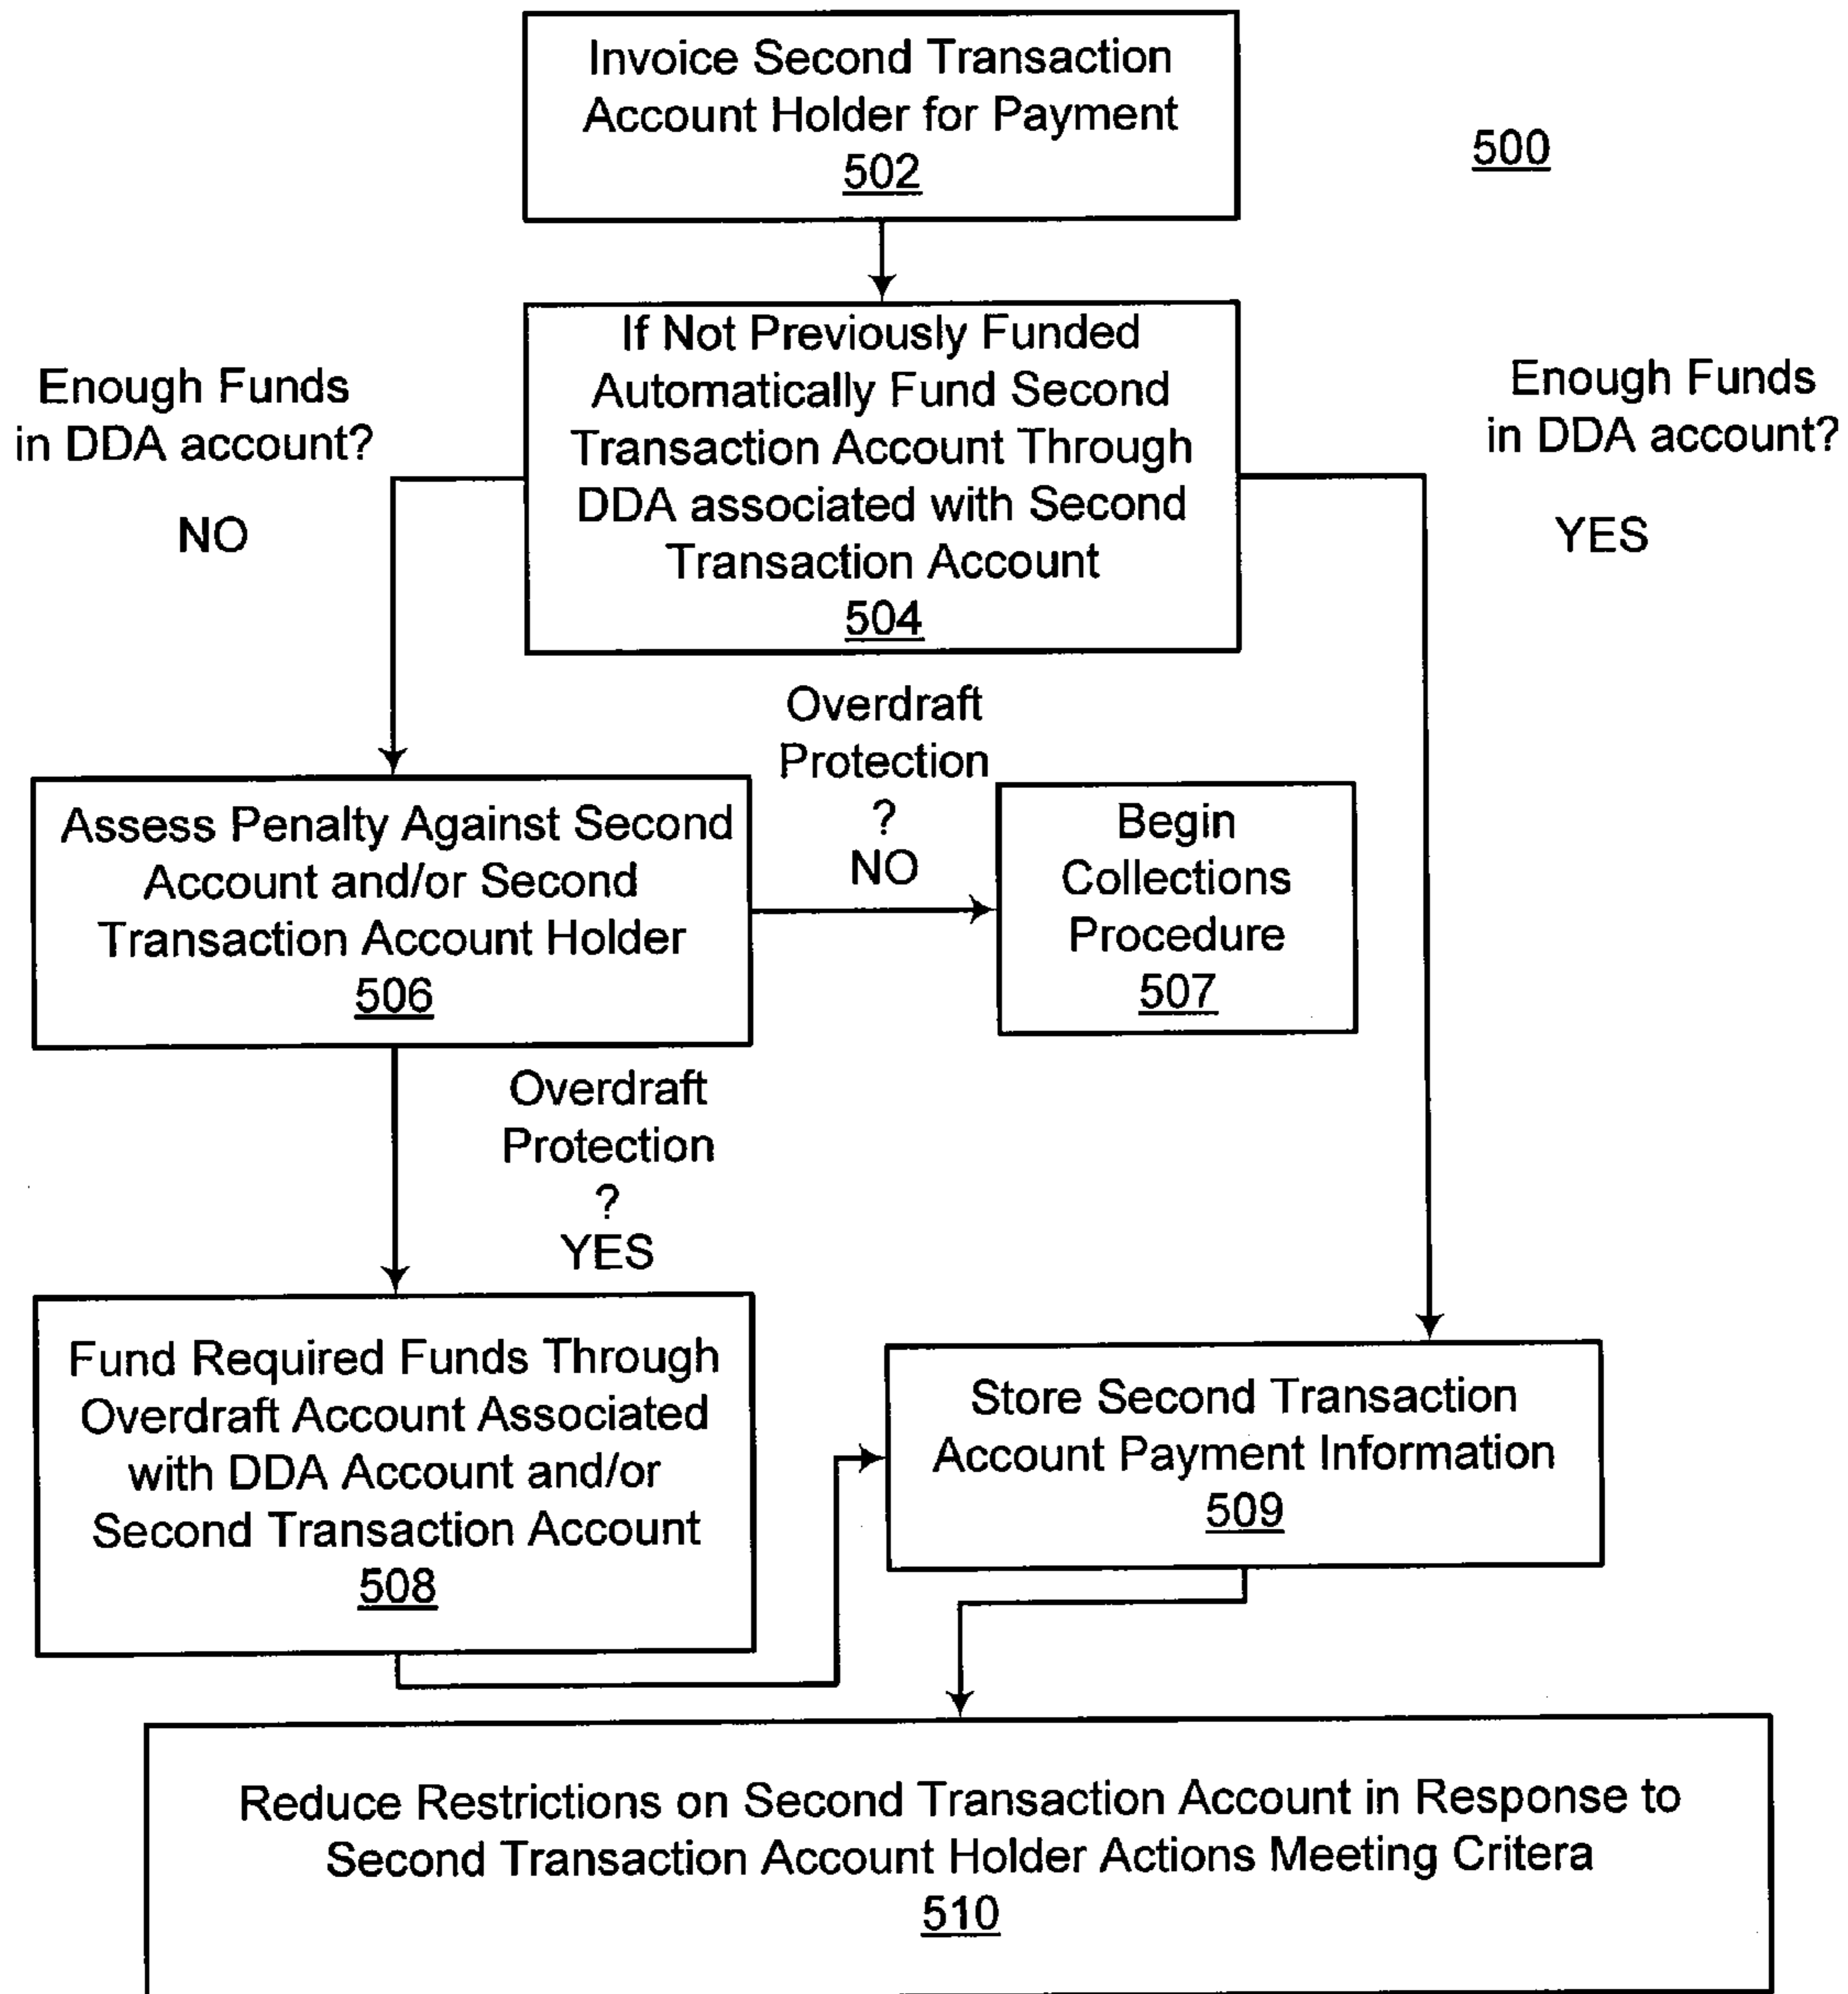 Invoice Second Transaction
Account Holder for Payment
502
500
If Not Previously Funded
Automatically Fund Second
Transaction Account Through
DDA associated with Second
Transaction Account
504
Enough Funds
in DDA account?
NO
Enough Funds
in DDA account?
YES
Assess Penalty Against Second
Account and/or Second
Transaction Account Holder
506
Overdraft
Protection
?
NO
Begin
Collections
Procedure
507
Overdraft
Protection
?
YES
Fund Required Funds Through
Overdraft Account Associated
with DDA Account and/or
Second Transaction Account
508
Store Second Transaction
Account Payment Information
509
Reduce Restrictions on Second Transaction Account in Response to
Second Transaction Account Holder Actions Meeting Critera
510